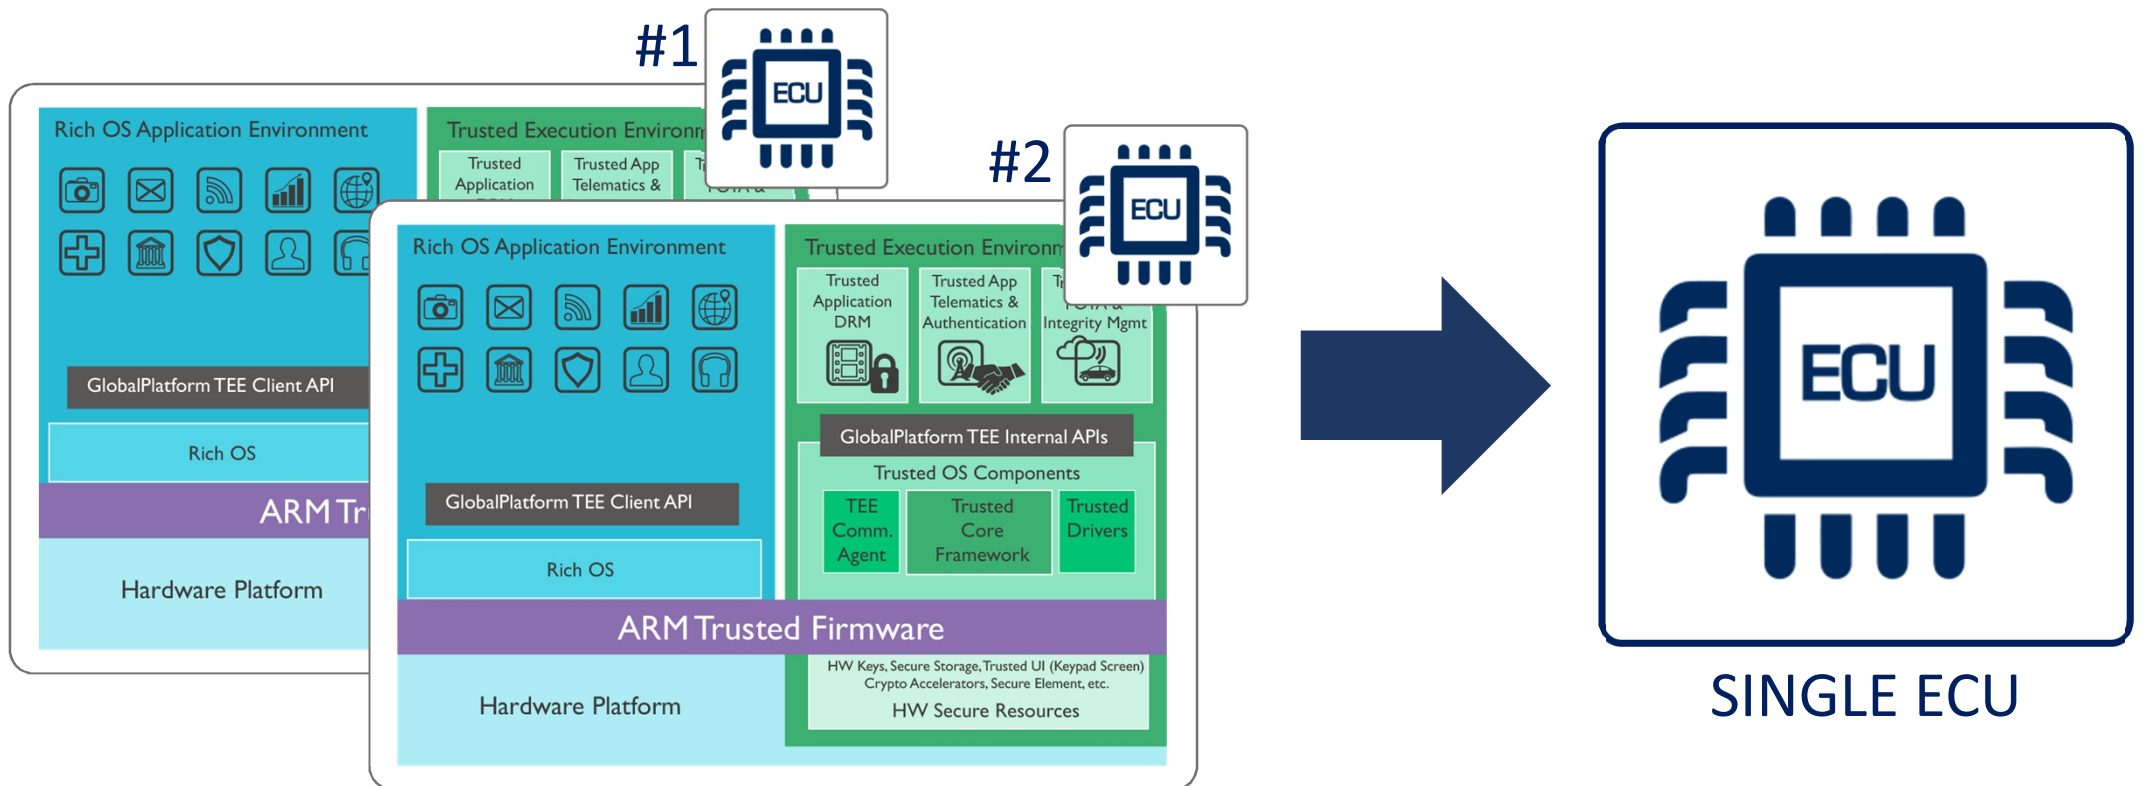 #1
ECU
Rich OS Application Environment
Trusted Execution
Trusted
Application
Trusted App
Telematics &
GlobalPlatform TEE Client API
Rich OS
ARM
Hardware Platform
#2
ECU
Rich OS Application Environment
GlobalPlatform TEE Client API
Rich OS
Trusted Execution
Trusted
Application
DRM
Trusted App
Telematics &
Authentication
Integrity Mgmt
GlobalPlatform TEE Internal APIs
Trusted OS Components
TEE
Comm.
Agent
Trusted
Core
Framework
Trusted
Drivers
ARM Trusted Firmware
Hardware Platform
HW Keys, Secure Storage, Trusted UI (Keypad Screen)
Crypto Accelerators, Secure Element, etc.
HW Secure Resources
ECU
SINGLE ECU